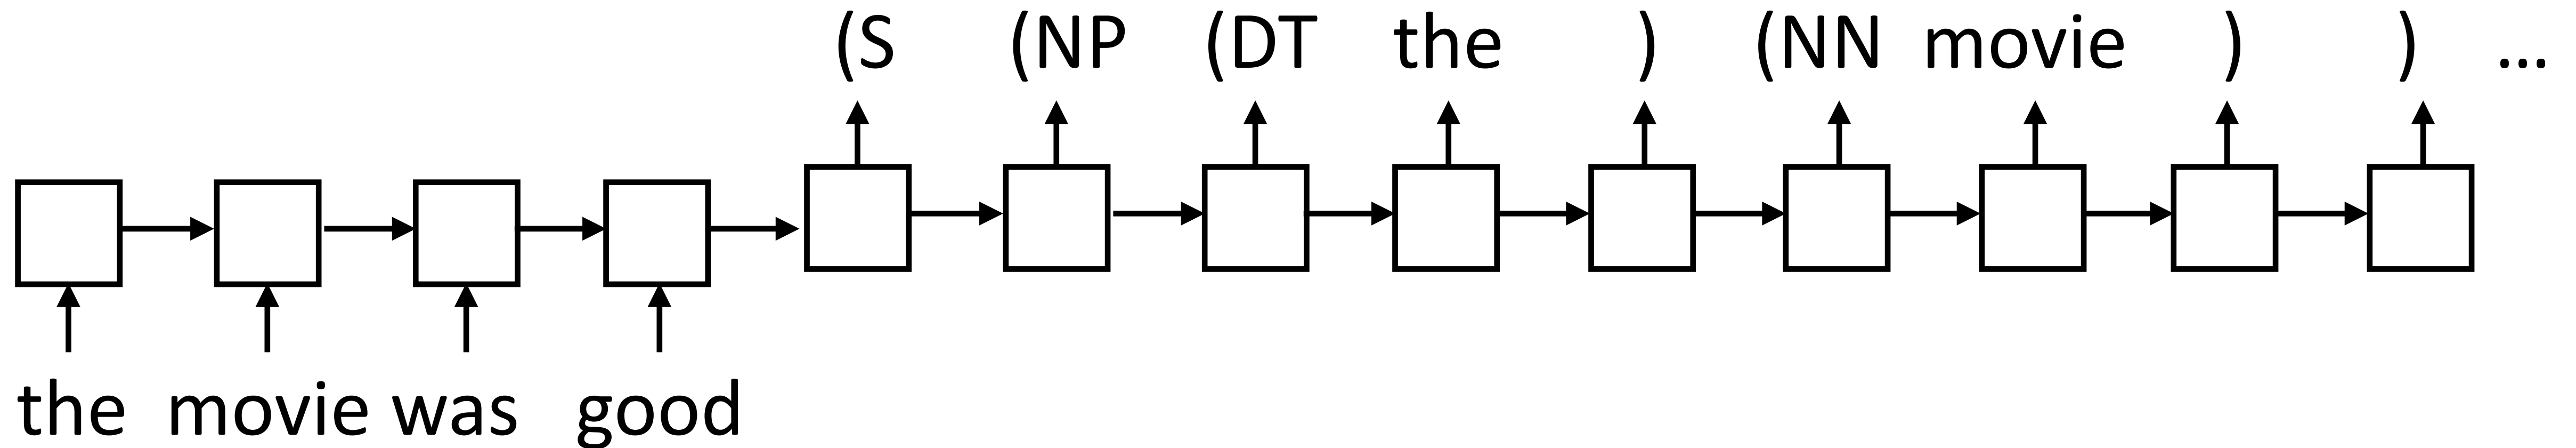 (S (NP (DT the ) (NN movie ) ) ...
the movie was good